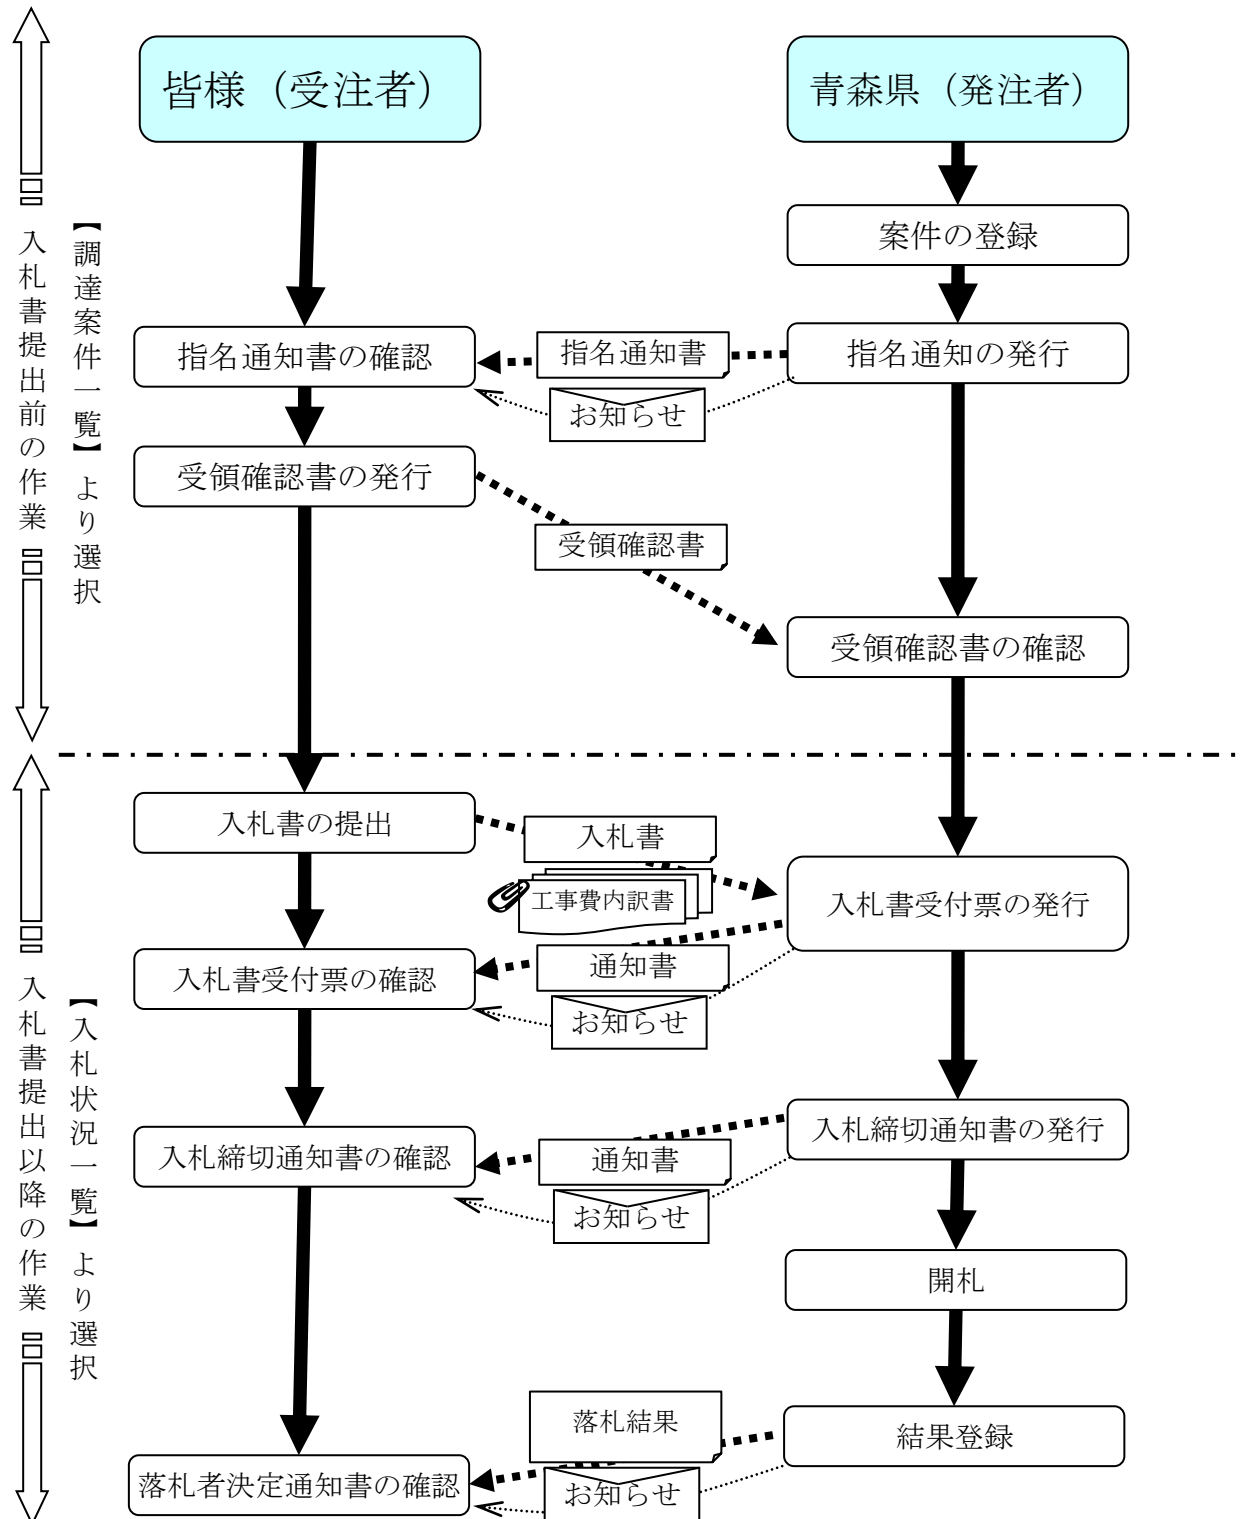 皆様（受注者）
青森県（発注者）
案件の登録
指名通知書の確認
指名通知書
指名通知の発行
お知らせ
受領確認書の発行
受領確認書
受領確認書の確認
入札書提出前の作業
【調達案件一覧】より選択
入札書の提出
入札書
工事費内訳書
入札書受付票の発行
入札書受付票の確認
通知書
お知らせ
入札締切通知書の発行
入札締切通知書の確認
通知書
お知らせ
開札
落札結果
結果登録
落札者決定通知書の確認
お知らせ
入札書提出以降の作業
【入札状況一覧】より選択